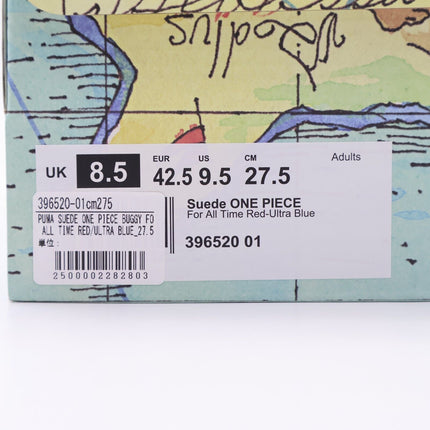 UK 8.5 EUR 42.5 US 9.5 CM 27.5 Adults
Suede ONE PIECE
For All Time Red-Ultra Blue
396520 01
396520-01cm275
PUMA SUEDE ONE PIECE BUGGY FO
ALL TIME RED/ULTRA BLUE_27.5
単位:
2500002282803